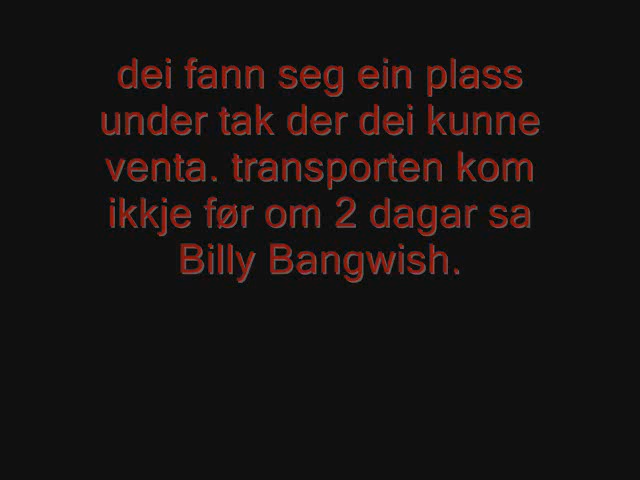 dei fann seg ein plass
under tak der dei kunne
venta. transporten kom
ikkje før om 2 dagar sa
Billy Bangwish.